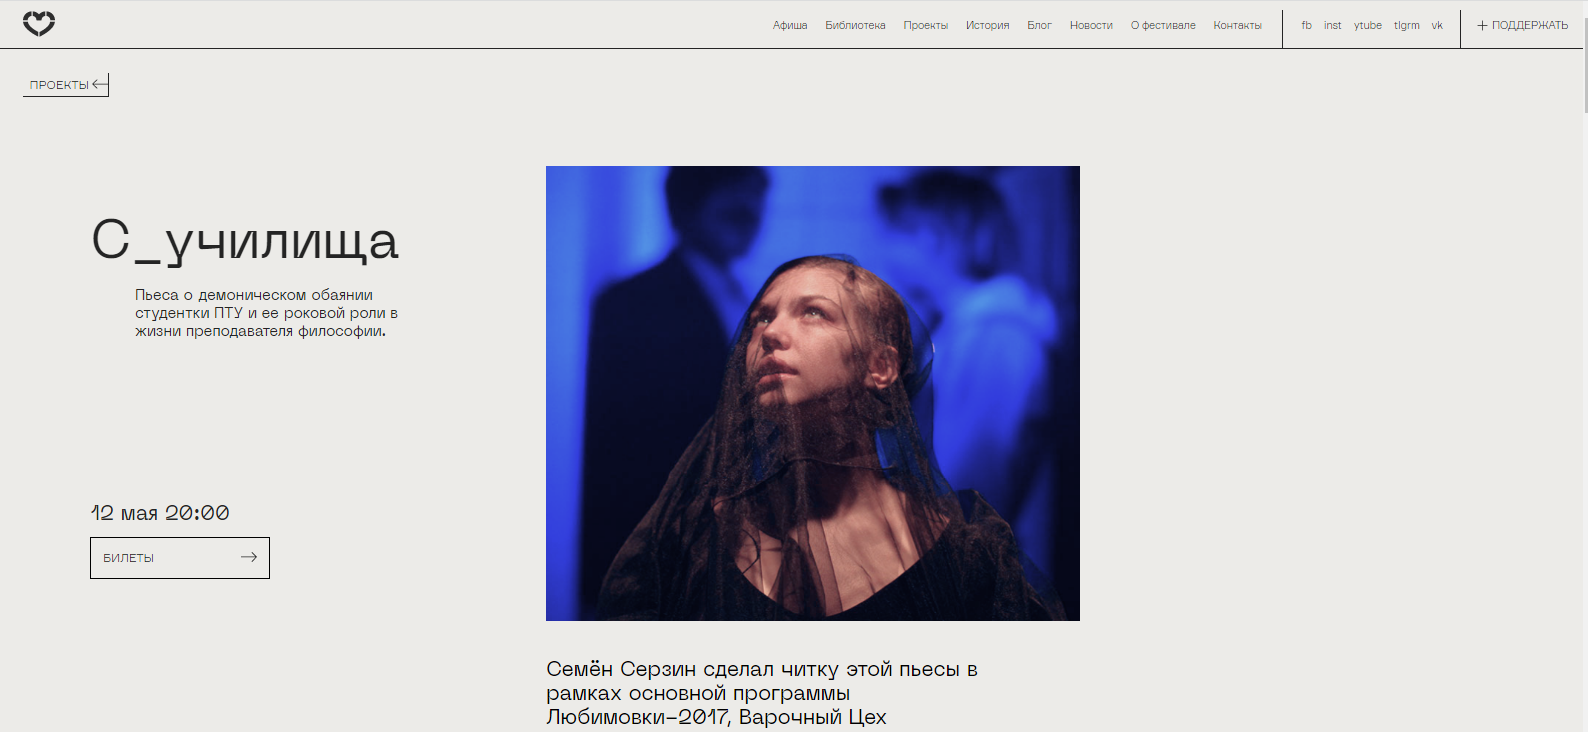 Афиша Библиотека Проекты История Блог Новости О фестивале Контакты fb inst ytube tlgrm vk + ПОДДЕРЖАТЬ
ПРОЕКТЫ ←
С_училища
Пьеса о демоническом обаянии
студентки ПТУ и ее роковой роли в
жизни преподавателя философии.
12 мая 20:00
БИЛЕТЫ →
Семён Серзин сделал читку этой пьесы в
рамках основной программы
Любимовки-2017, Варочный Цех